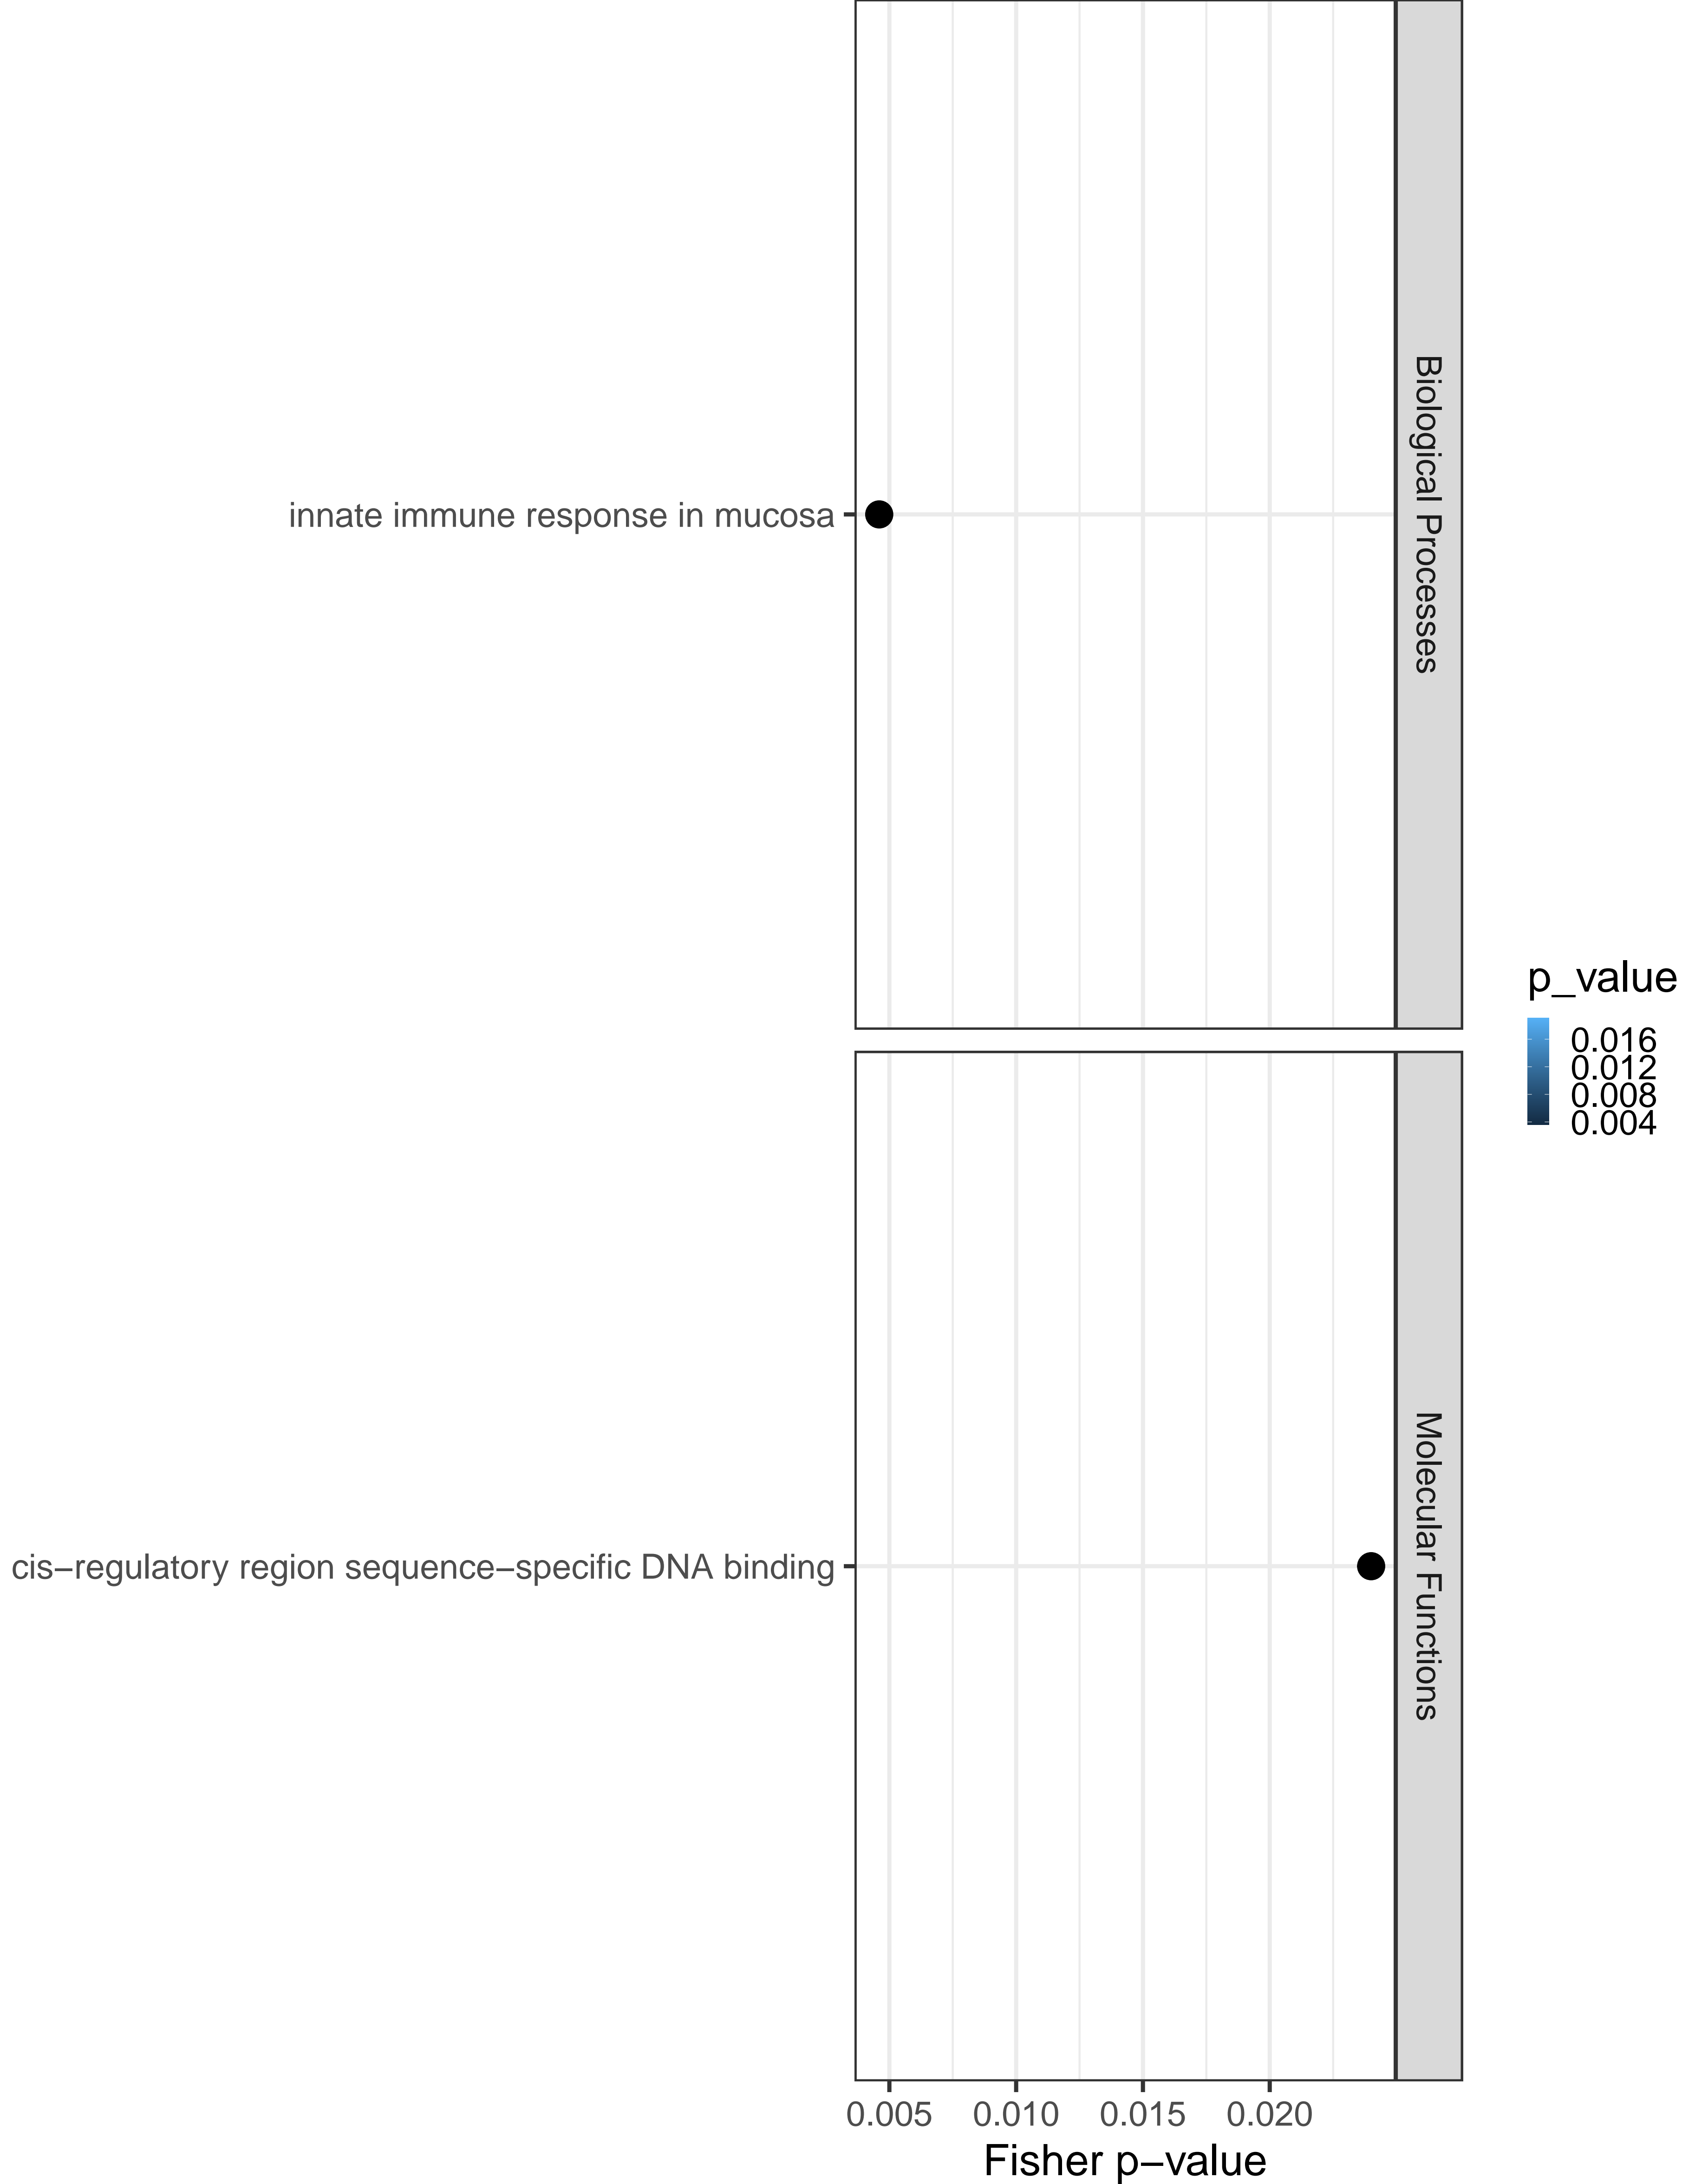 Biological Processes
innate immune response in mucosa
p_value
0.016
0.012
0.008
0.004
Molecular Functions
cis−regulatory region sequence−specific DNA binding
0.005 0.010 0.015 0.020
Fisher p−value